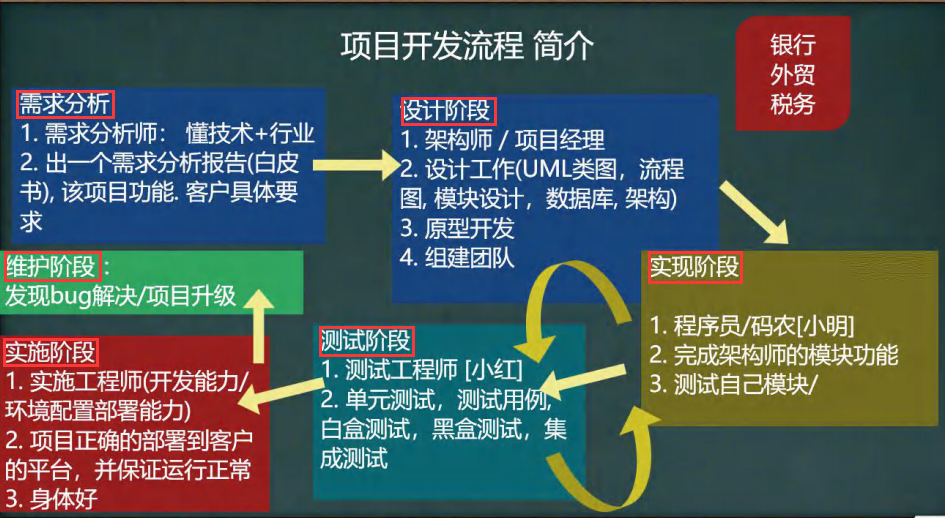 项目开发流程 简介
银行
外贸
税务
需求分析
1. 需求分析师： 懂技术+行业
2. 出一个需求分析报告(白皮
书), 该项目功能. 客户具体要
求
设计阶段
1. 架构师 / 项目经理
2. 设计工作(UML类图，流程
图, 模块设计，数据库, 架构)
3. 原型开发
4. 组建团队
实现阶段
1. 程序员/码农[小明]
2. 完成架构师的模块功能
3. 测试自己模块/
测试阶段
1. 测试工程师 [小红]
2. 单元测试，测试用例,
白盒测试，黑盒测试，集
成测试
实施阶段
1. 实施工程师(开发能力/
环境配置部署能力)
2. 项目正确的部署到客户
的平台，并保证运行正常
3. 身体好
维护阶段：
发现bug解决/项目升级